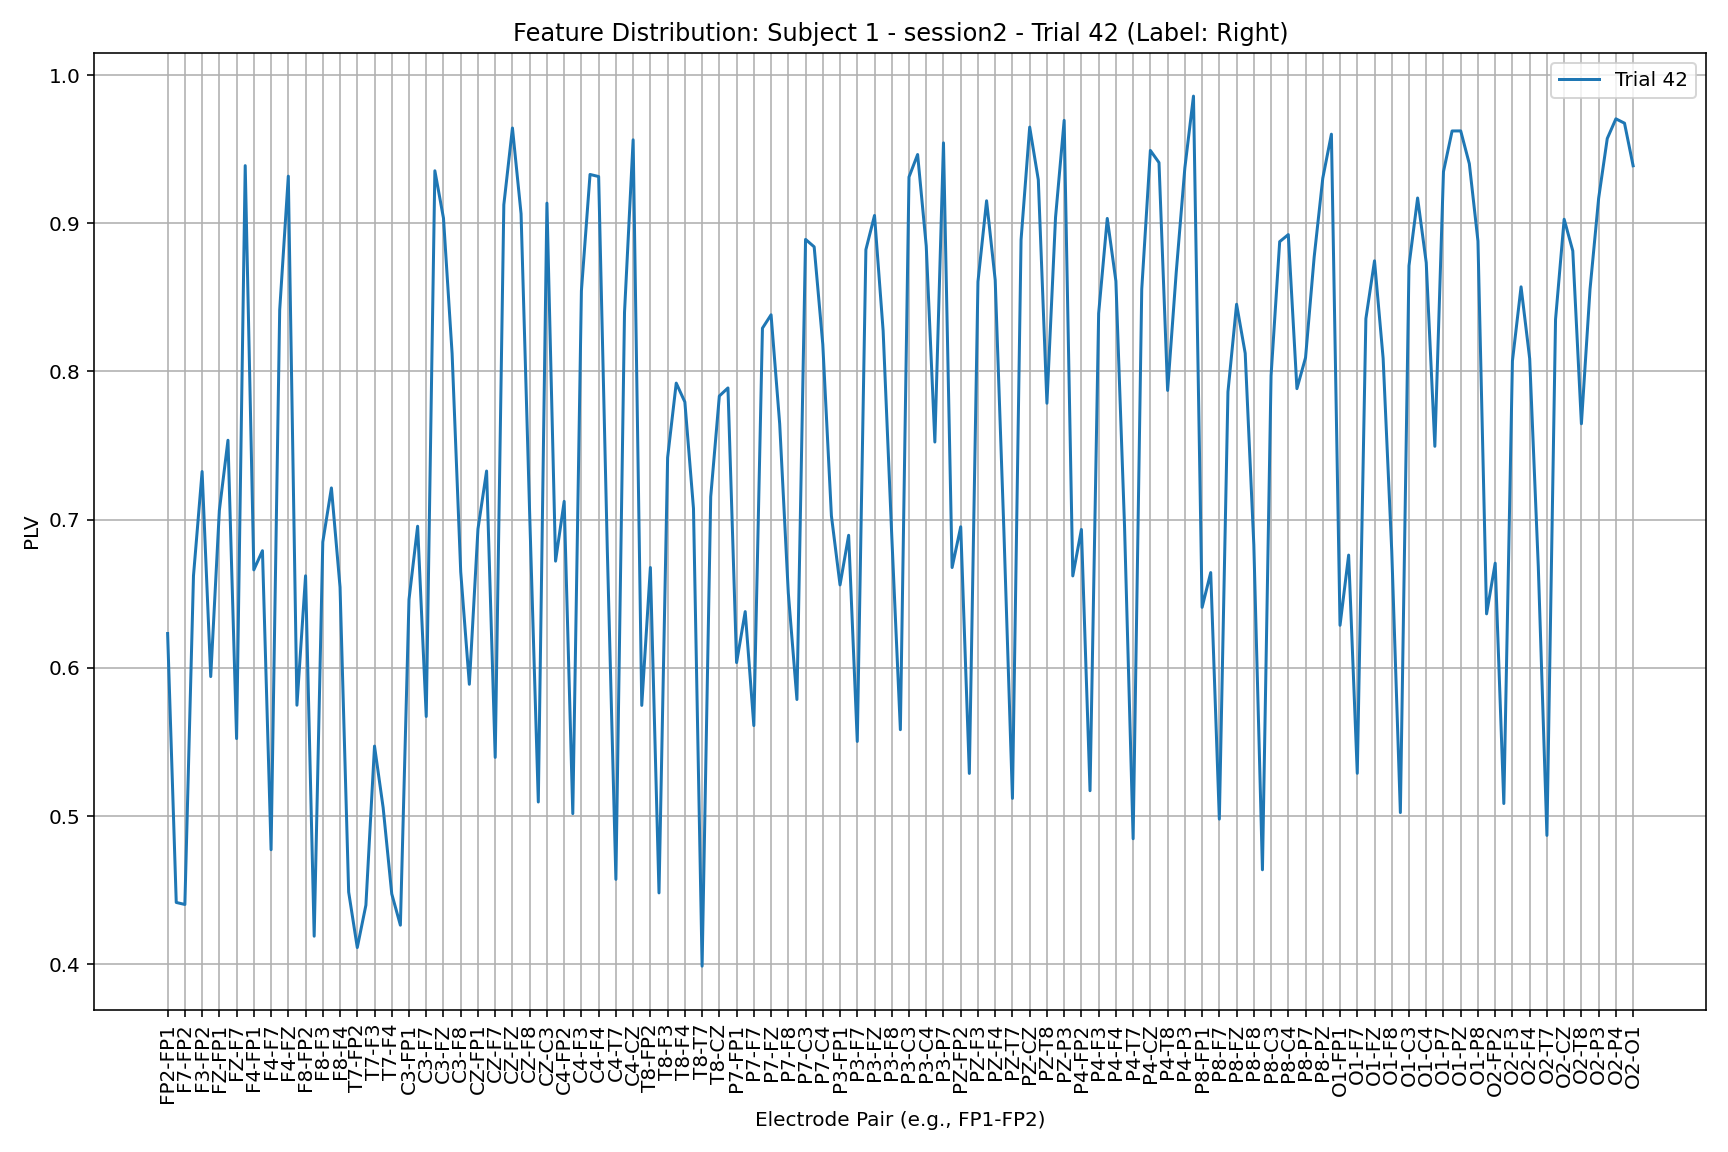 Feature Distribution: Subject 1 - session2 - Trial 42 (Label: Right)
Trial 42
PLV
1.0
0.9
0.8
0.7
0.6
0.5
0.4
FP2-FP1
F7-FP2
F3-FP2
FZ-FP1
FZ-F7
F4-FP1
F4-F7
F4-FZ
F8-FP2
F8-F3
F8-F4
T7-FP2
T7-F3
T7-F4
C3-FP1
C3-F7
C3-FZ
C3-F8
CZ-FP1
CZ-F7
CZ-FZ
CZ-F8
CZ-C3
C4-FP2
C4-F3
C4-F4
C4-T7
C4-CZ
T8-FP2
T8-F3
T8-F4
T8-T7
T8-CZ
P7-FP1
P7-F7
P7-FZ
P7-F8
P7-C3
P7-C4
P3-FP1
P3-F7
P3-FZ
P3-F8
P3-C3
P3-C4
P3-P7
PZ-FP2
PZ-F3
PZ-F4
PZ-T7
PZ-CZ
PZ-T8
PZ-P3
P4-FP2
P4-F3
P4-F4
P4-T7
P4-CZ
P4-T8
P4-P3
P8-FP1
P8-F7
P8-FZ
P8-F8
P8-C3
P8-C4
P8-P7
P8-PZ
O1-FP1
O1-F7
O1-FZ
O1-F8
O1-C3
O1-C4
O1-P7
O1-PZ
O1-P8
O2-FP2
O2-F3
O2-F4
O2-T7
O2-CZ
O2-T8
O2-P3
O2-P4
O2-O1
Electrode Pair (e.g., FP1-FP2)